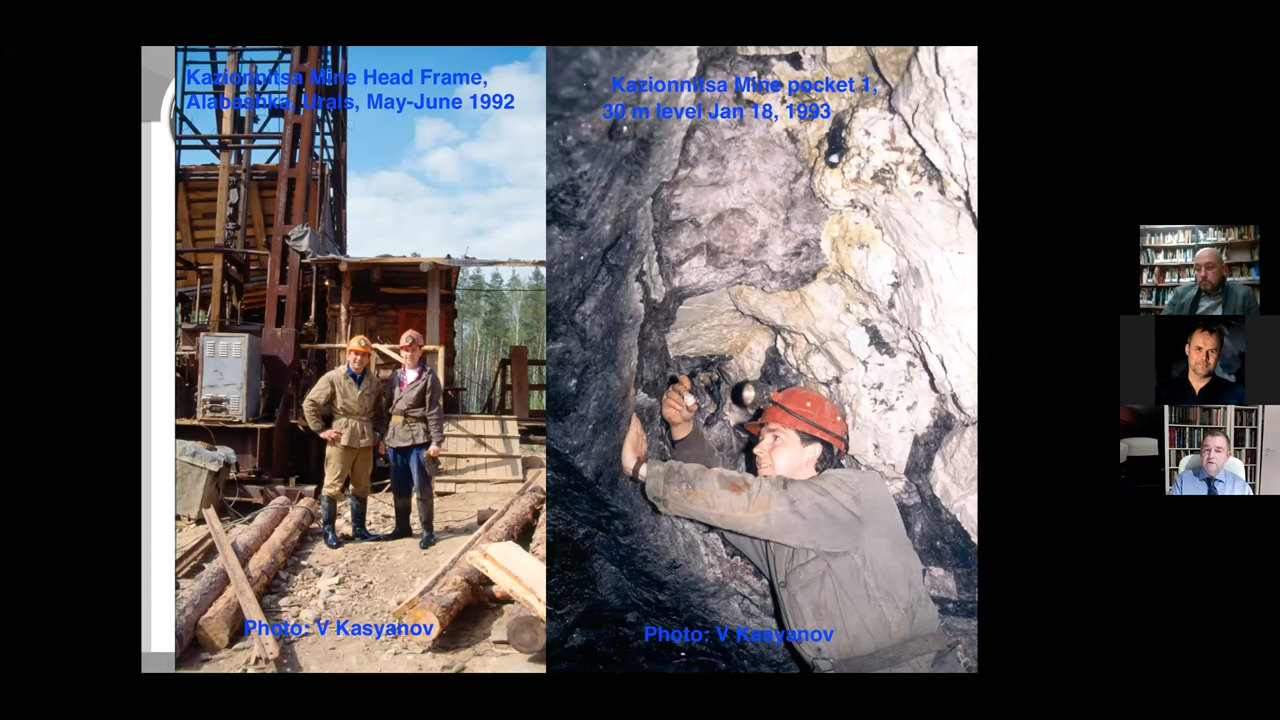 Kazionnitsa Mine Head Frame,
Alabashka, Urals, May-June 1992
Kazionnitsa Mine pocket 1,
30 m level Jan 18, 1993
Photo: V Kasyanov
Photo: V Kasyanov